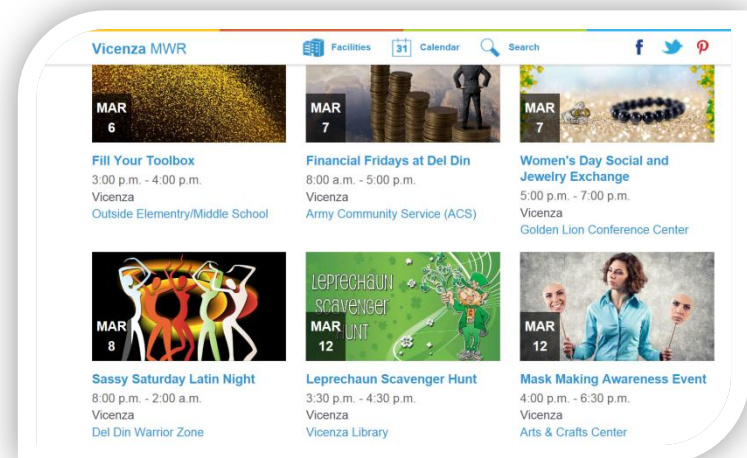 Vicenza MWR
Facilities
31
Calendar
Search
MAR
6
Fill Your Toolbox
3:00 p.m. - 4:00 p.m.
Vicenza
Outside Elementry/Middle School
MAR
7
Financial Fridays at Del Din
8:00 a.m. - 5:00 p.m.
Vicenza
Army Community Service (ACS)
MAR
7
Women's Day Social and
Jewelry Exchange
5:00 p.m. - 7:00 p.m.
Vicenza
Golden Lion Conference Center
MAR
8
Sassy Saturday Latin Night
8:00 p.m. - 2:00 a.m.
Vicenza
Del Din Warrior Zone
LEPRECHAUN
SCAVENGER
HUNT
MAR
12
Leprechaun Scavenger Hunt
3:30 p.m. - 4:30 p.m.
Vicenza
Vicenza Library
MAR
12
Mask Making Awareness Event
4:00 p.m. - 6:30 p.m.
Vicenza
Arts & Crafts Center